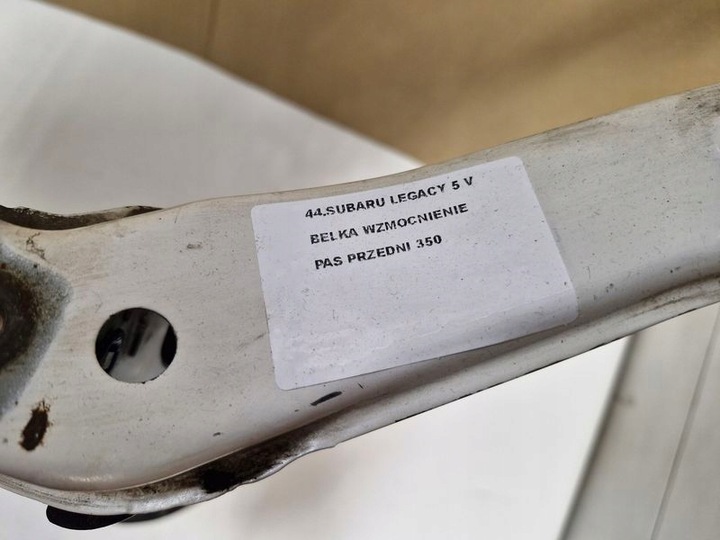 44.SUBARU LEGACY 5 V
BELKA WZMOCNIENIE
PAS PRZEDNI 350